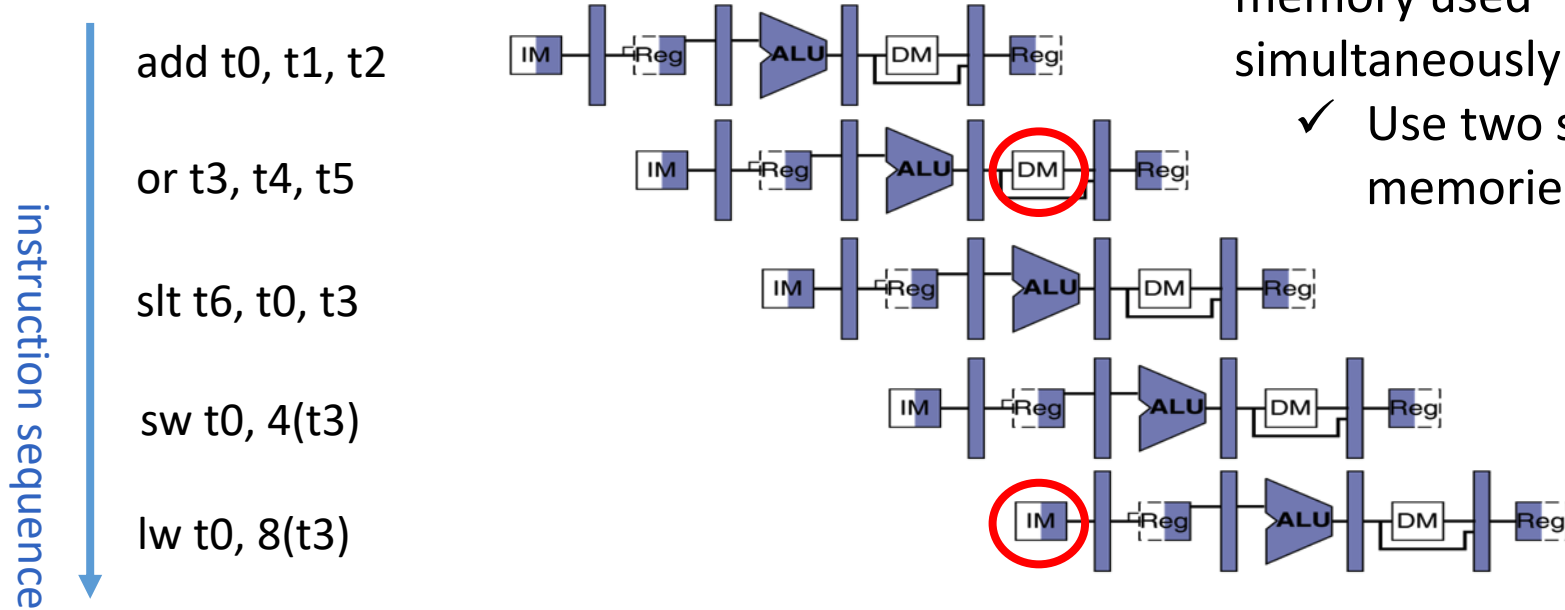 memory used
simultaneously
✓ Use two
memorie
instruction sequence
add t0, t1, t2
IM Reg ALU DM Reg
or t3, t4, t5
IM Reg ALU DM Reg
slt t6, t0, t3
IM Reg ALU DM Reg
sw t0, 4(t3)
IM Reg ALU DM Reg
lw t0, 8(t3)
IM Reg ALU DM Reg